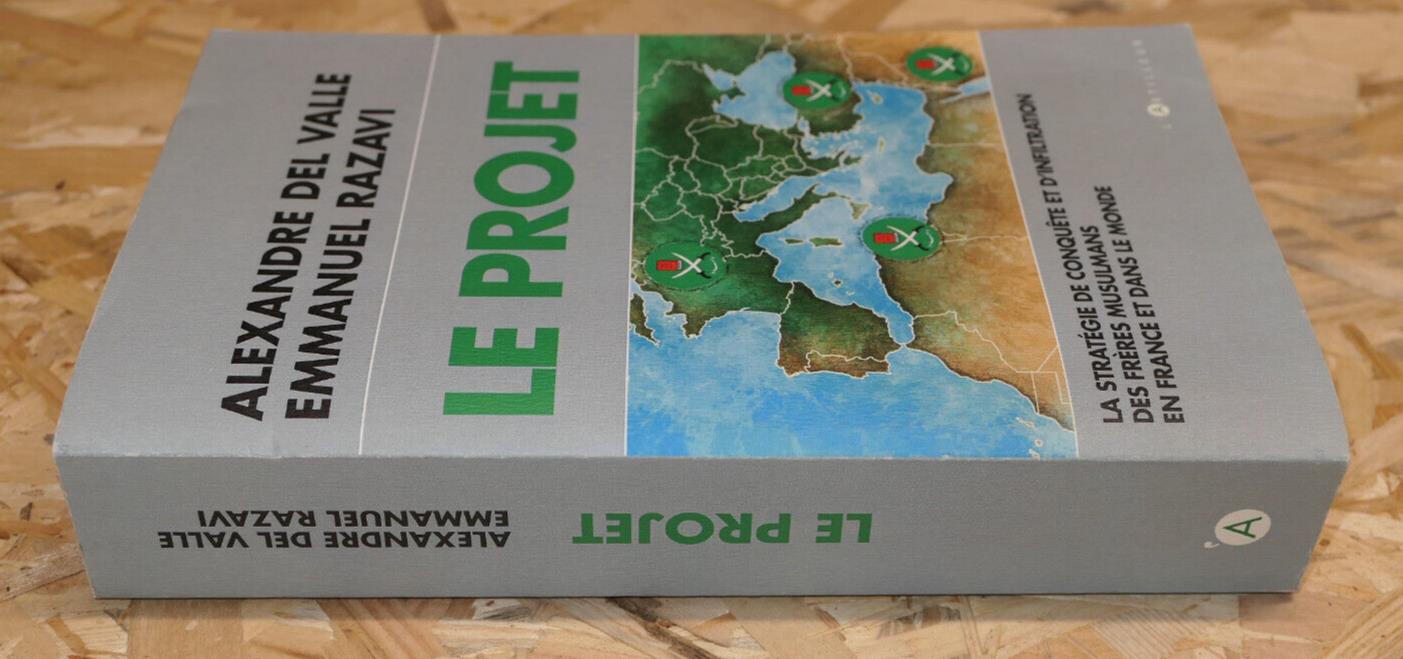 ALEXANDRE DEL VALLE
EMMANUEL RAZAVI
LE PROJET
LA STRATÉGIE DE CONQUÊTE ET D'INFILTRATION
DES FRÈRES MUSULMANS
EN FRANCE ET DANS LE MONDE
L'ARTILLEUR
ALEXANDRE DEL VALLE
EMMANUEL RAZAVI
LE PROJET
'A